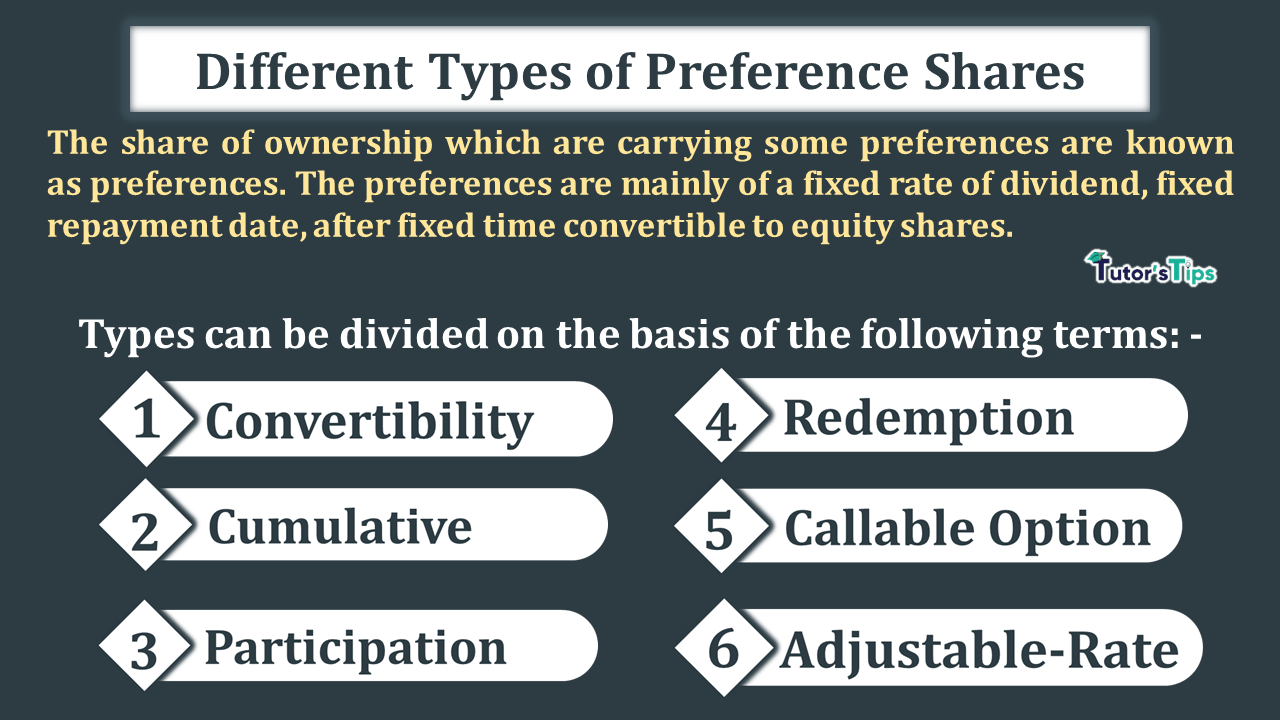 Different Types of Preference Shares
The share of ownership which are carrying some preferences are known
as preferences. The preferences are mainly of a fixed rate of dividend, fixed
repayment date, after fixed time convertible to equity shares.
Tutor'sTips
Types can be divided on the basis of the following terms: -
1 Convertibility
2 Cumulative
3 Participation
4 Redemption
5 Callable Option
6 Adjustable-Rate